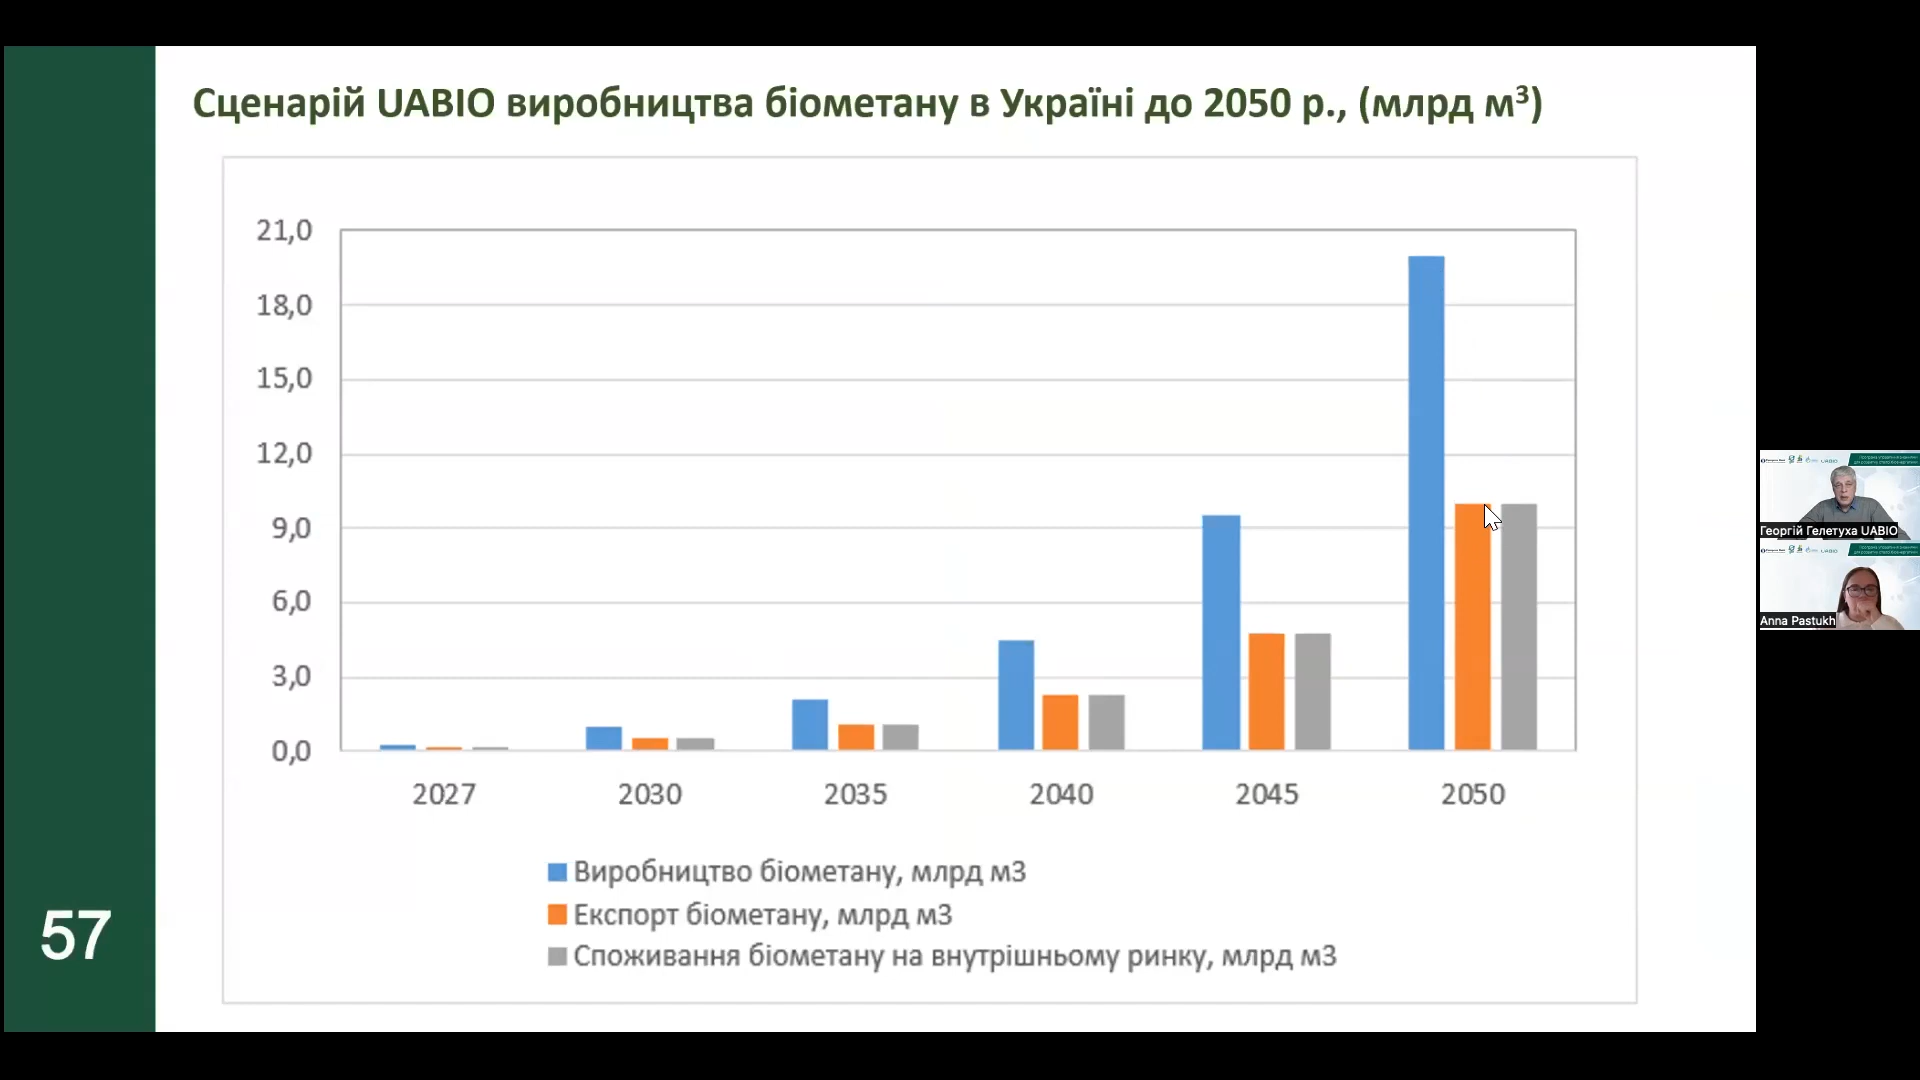 Сценарій UABIO виробництва біометану в Україні до 2050 р., (млрд м³)
21,0
18,0
15,0
12,0
9,0
6,0
3,0
0,0
2027 2030 2035 2040 2045 2050
Виробництво біометану, млрд м3
Експорт біометану, млрд м3
Споживання біометану на внутрішньому ринку, млрд м3
57
UABIO
Георгій Гелетуха UABIO
UABIO
Anna Pastukh